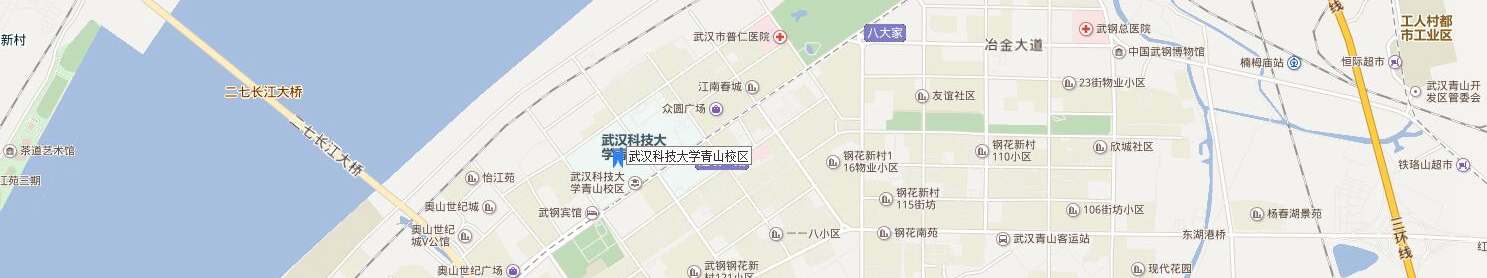 线
工人村都
市工业区
武汉市普仁医院
八大家
武钢总医院
新村
冶金大道
中国武钢博物馆
楠姆庙站
恒际超市
江南春城
23街物业小区
武汉青山开
发区管委会
二七长江大桥
友谊社区
众圆广场
二七长江大桥
武汉科技大
学青
武汉科技大学青山校区
茶道艺术馆
钢花新村
110小区
欣城社区
钢花新村1
16物业小区
铁珞山超市
江苑三期
怡江苑
武汉科技大
学青山校区
钢花新村
115街坊
奥山世纪城
武钢宾馆
106街坊小区
杨春湖景苑
奥山世纪
城V公馆
一一八小区
钢花南苑
武汉青山客运站
东湖港桥
三环线
红
奥山世纪广场
武钢钢花新
村121小区
现代花园